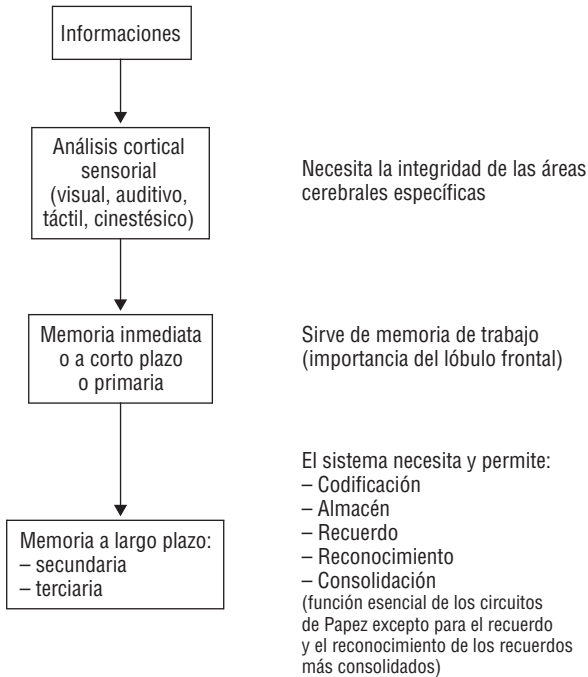 Informaciones
Análisis cortical
sensorial
(visual, auditivo,
táctil, cinestésico)
Necesita la integridad de las áreas
cerebrales específicas
Memoria inmediata
o a corto plazo
o primaria
Sirve de memoria de trabajo
(importancia del lóbulo frontal)
Memoria a largo plazo:
– secundaria
– terciaria
El sistema necesita y permite:
– Codificación
– Almacén
– Recuerdo
– Reconocimiento
– Consolidación
(función esencial de los circuitos
de Papez excepto para el recuerdo
y el reconocimiento de los recuerdos
más consolidados)